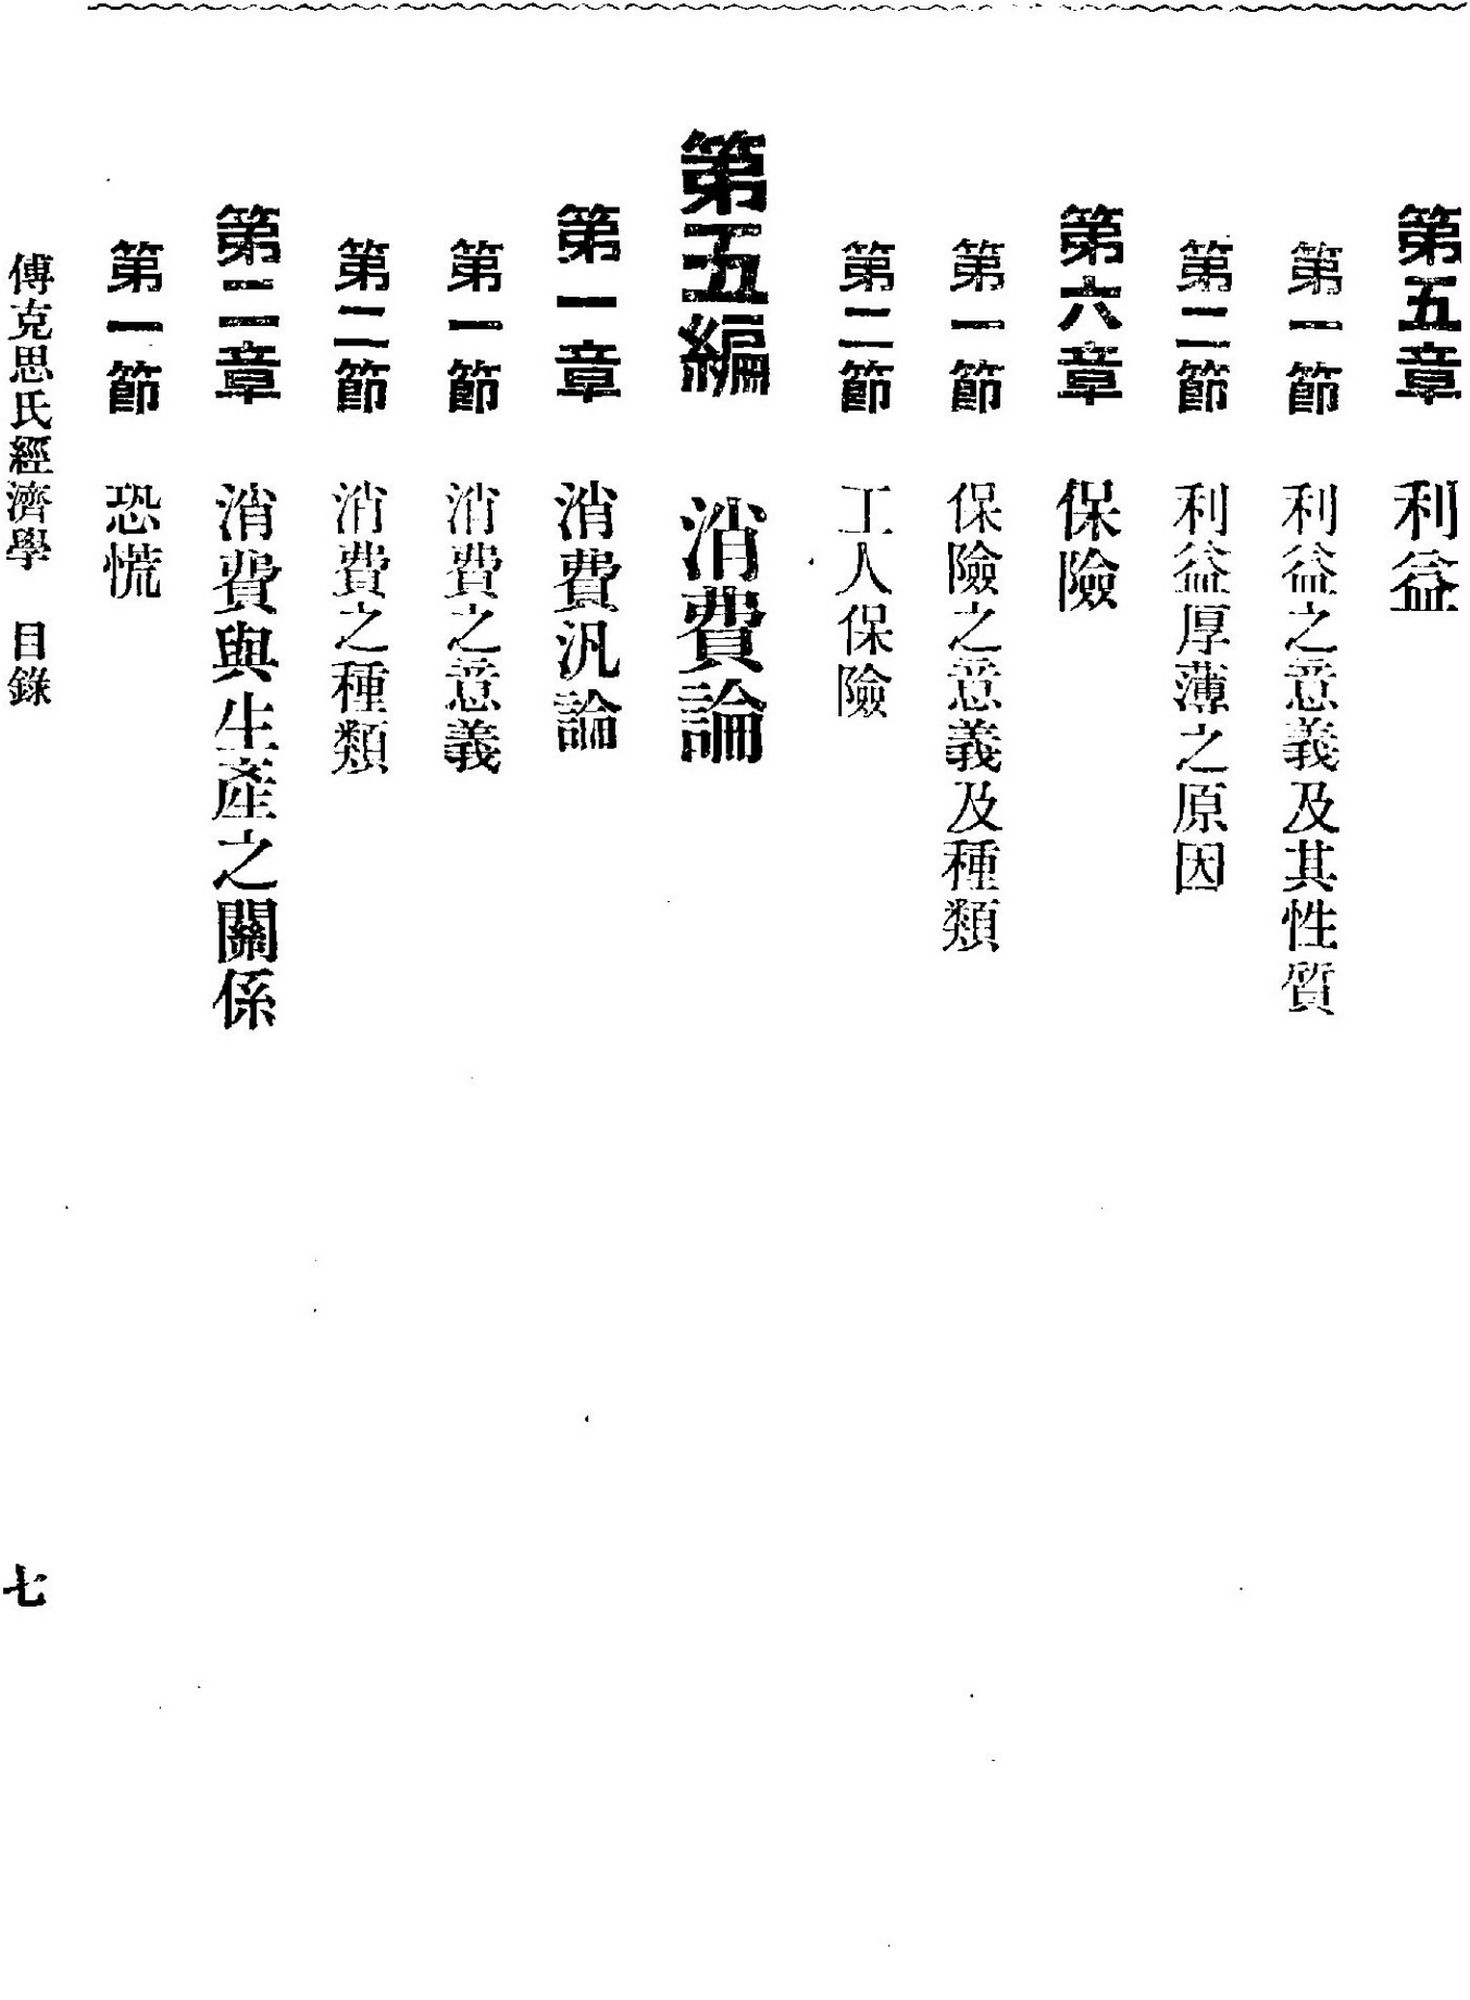 第五章　利益
第一節　利益之意義及其性質
第二節　利益厚薄之原因
第六章　保險
第一節　保險之意義及種類
第二節　工人保險
第五編　消費論
第一章　消費汎論
第一節　消費之意義
第二節　消費之種類
第二章　消費與生產之關係
第一節　恐慌
傅克思氏經濟學　目錄
七